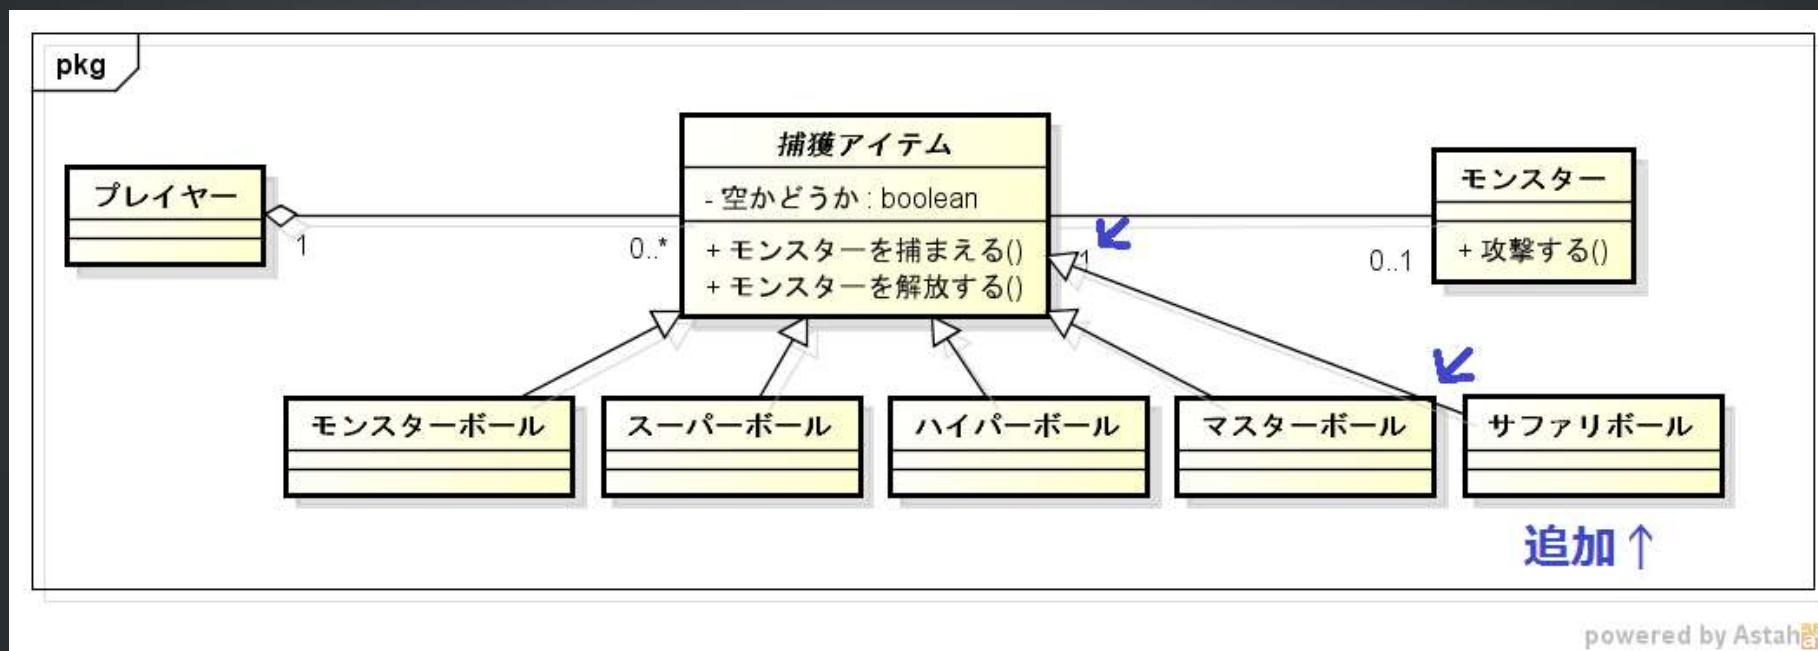 pkg
捕獲アイテム
- 空かどうか : boolean
+ モンスターを捕まえる()
+ モンスターを解放する()
プレイヤー
1
0..*
モンスター
+ 攻撃する()
1
0..1
モンスターボール
スーパーボール
ハイパーボール
マスターボール
サファリボール
追加↑
powered by Astah